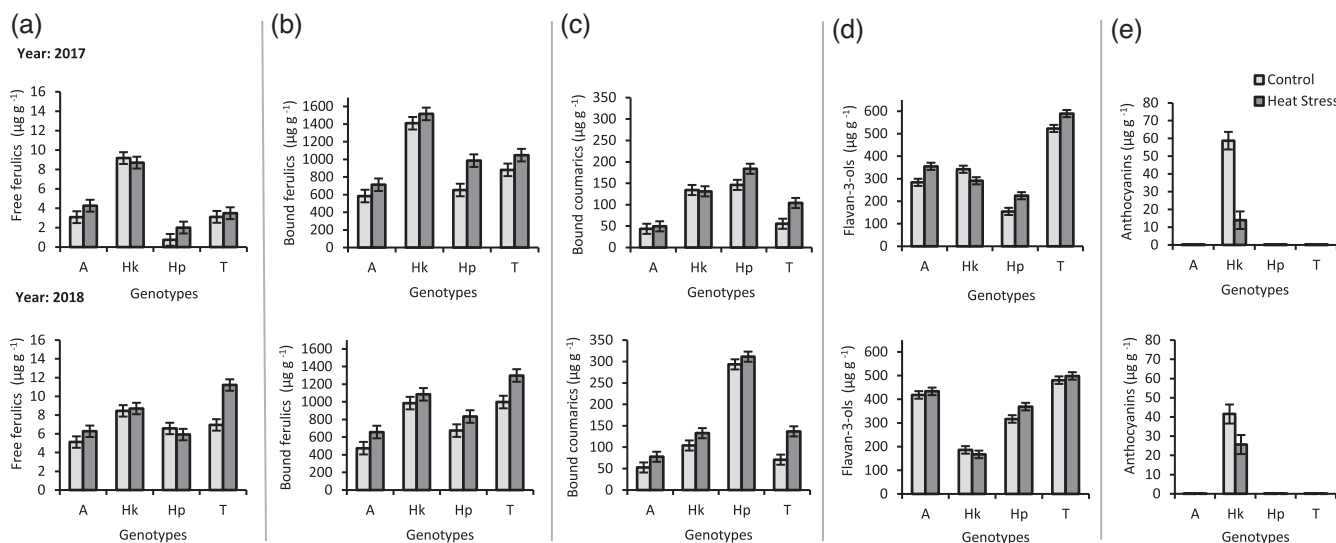 (a)
(b)
(c)
(d)
(e)
Year: 2017
Free ferulics (µg g -1)
16
14
12
10
8
6
4
2
0
A Hk Hp T
Genotypes
Bound ferulics (µg g -1)
1600
1400
1200
1000
800
600
400
200
0
A Hk Hp T
Genotypes
Bound coumarics (µg g -1)
350
300
250
200
150
100
50
0
A Hk Hp T
Genotypes
Flavan-3-ols (µg g -1)
600
500
400
300
200
100
0
A Hk Hp T
Genotypes
Control
Heat Stress
Anthocyanins (µg g -1)
80
70
60
50
40
30
20
10
0
A Hk Hp T
Genotypes
Year: 2018
Free ferulics (µg g -1)
16
14
12
10
8
6
4
2
0
A Hk Hp T
Genotypes
Bound ferulics (µg g -1)
1600
1400
1200
1000
800
600
400
200
0
A Hk Hp T
Genotypes
Bound coumarics (µg g -1)
350
300
250
200
150
100
50
0
A Hk Hp T
Genotypes
Flavan-3-ols (µg g -1)
600
500
400
300
200
100
0
A Hk Hp T
Genotypes
Anthocyanins (µg g -1)
80
70
60
50
40
30
20
10
0
A Hk Hp T
Genotypes